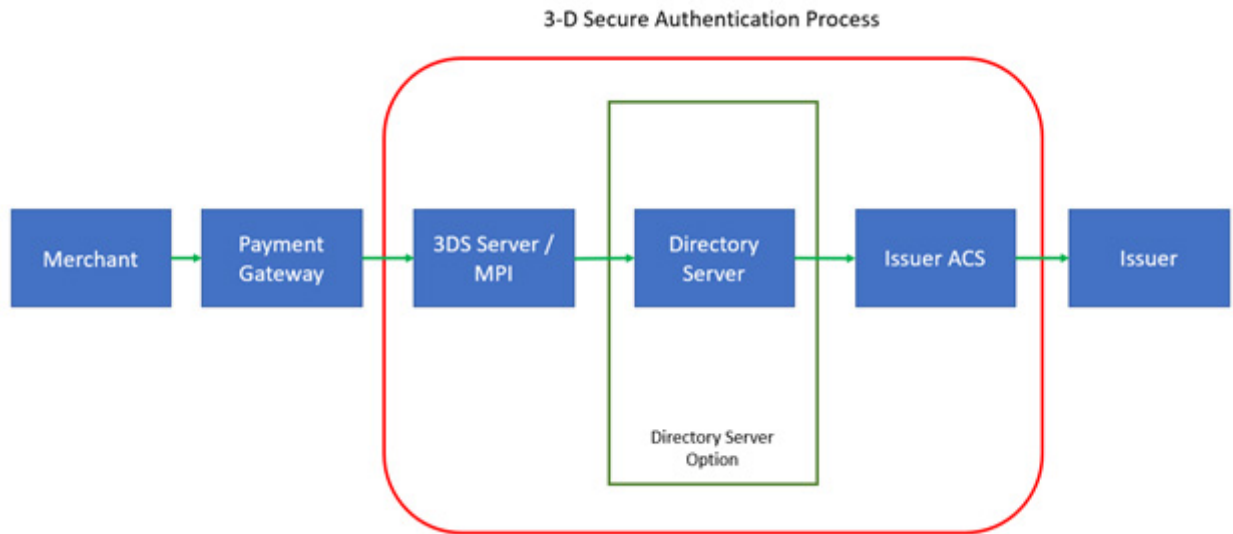 3-D Secure Authentication Process
Merchant
Payment
Gateway
3DS Server /
MPI
Directory
Server
Issuer ACS
Issuer
Directory Server
Option